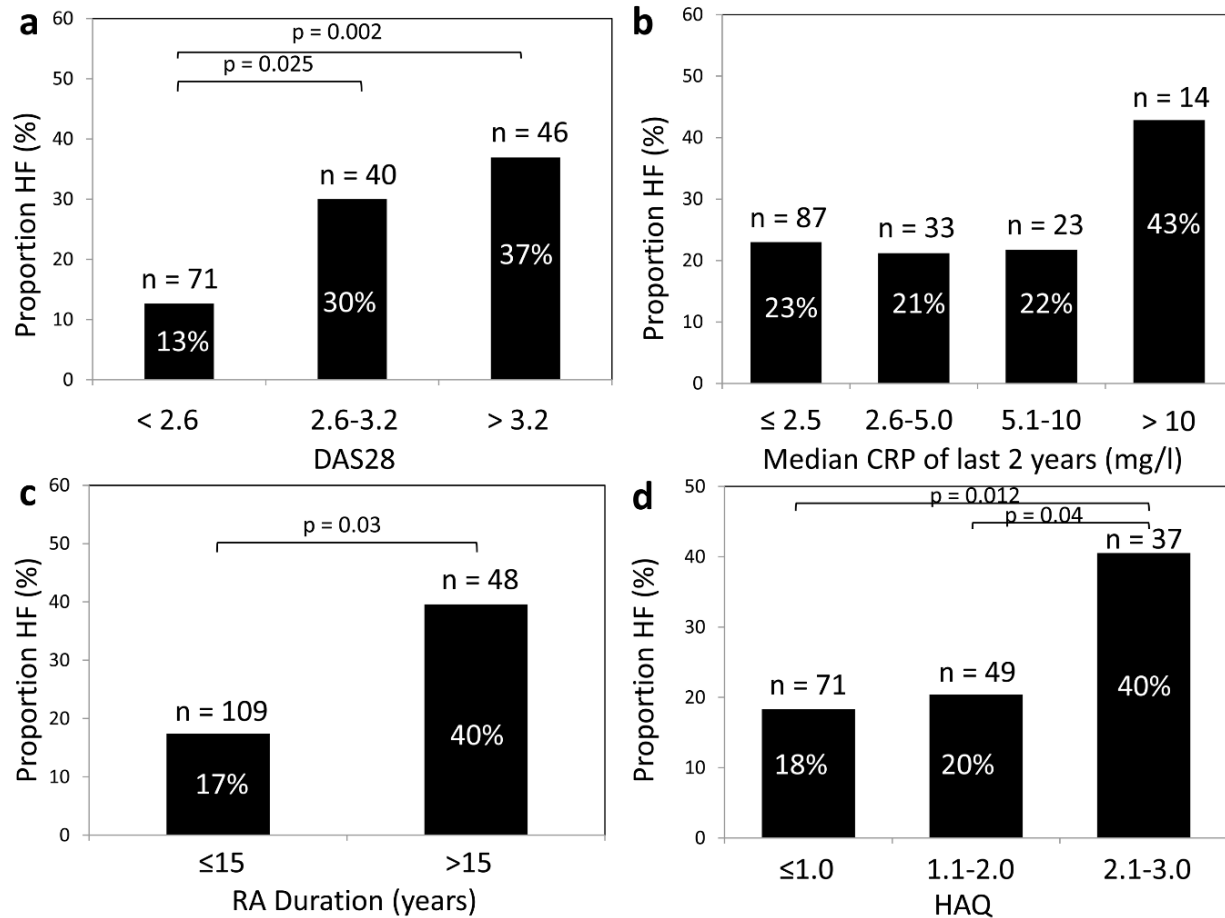 a
p = 0.002
p = 0.025
60
50
40
30
20
10
0
Proportion HF (%)
n = 71
n = 40
n = 46
13%
30%
37%
< 2.6
2.6-3.2
> 3.2
DAS28
b
60
50
40
30
20
10
0
Proportion HF (%)
n = 87
n = 33
n = 23
n = 14
23%
21%
22%
43%
≤ 2.5
2.6-5.0
5.1-10
> 10
Median CRP of last 2 years (mg/l)
c
p = 0.03
60
50
40
30
20
10
0
Proportion HF (%)
n = 109
n = 48
17%
40%
≤15
>15
RA Duration (years)
d
p = 0.012
p = 0.04
50
40
30
20
10
0
Proportion HF (%)
n = 71
n = 49
n = 37
18%
20%
40%
≤1.0
1.1-2.0
2.1-3.0
HAQ